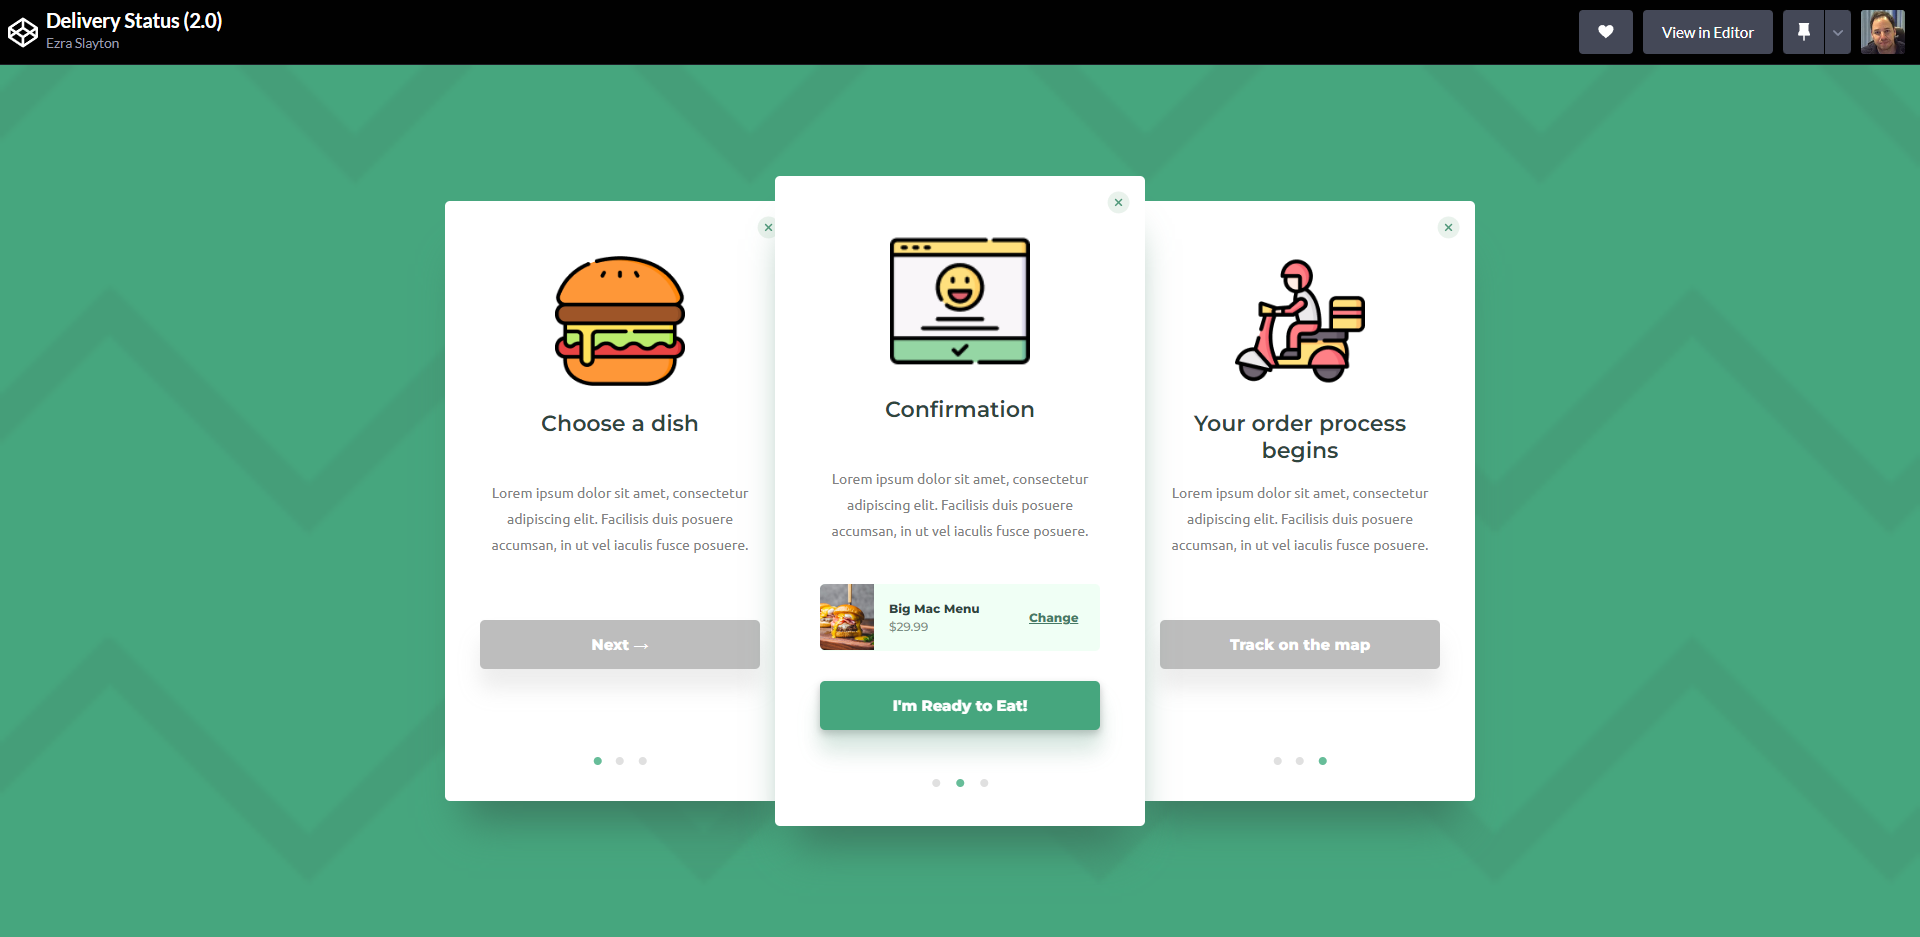 Delivery Status (2.0)
Ezra Slayton
View in Editor
Choose a dish
Lorem ipsum dolor sit amet, consectetur
adipiscing elit. Facilisis duis posuere
accumsan, in ut vel iaculis fusce posuere.
Next →
Confirmation
Lorem ipsum dolor sit amet, consectetur
adipiscing elit. Facilisis duis posuere
accumsan, in ut vel iaculis fusce posuere.
Big Mac Menu
$29.99
Change
I'm Ready to Eat!
Your order process
begins
Lorem ipsum dolor sit amet, consectetur
adipiscing elit. Facilisis duis posuere
accumsan, in ut vel iaculis fusce posuere.
Track on the map